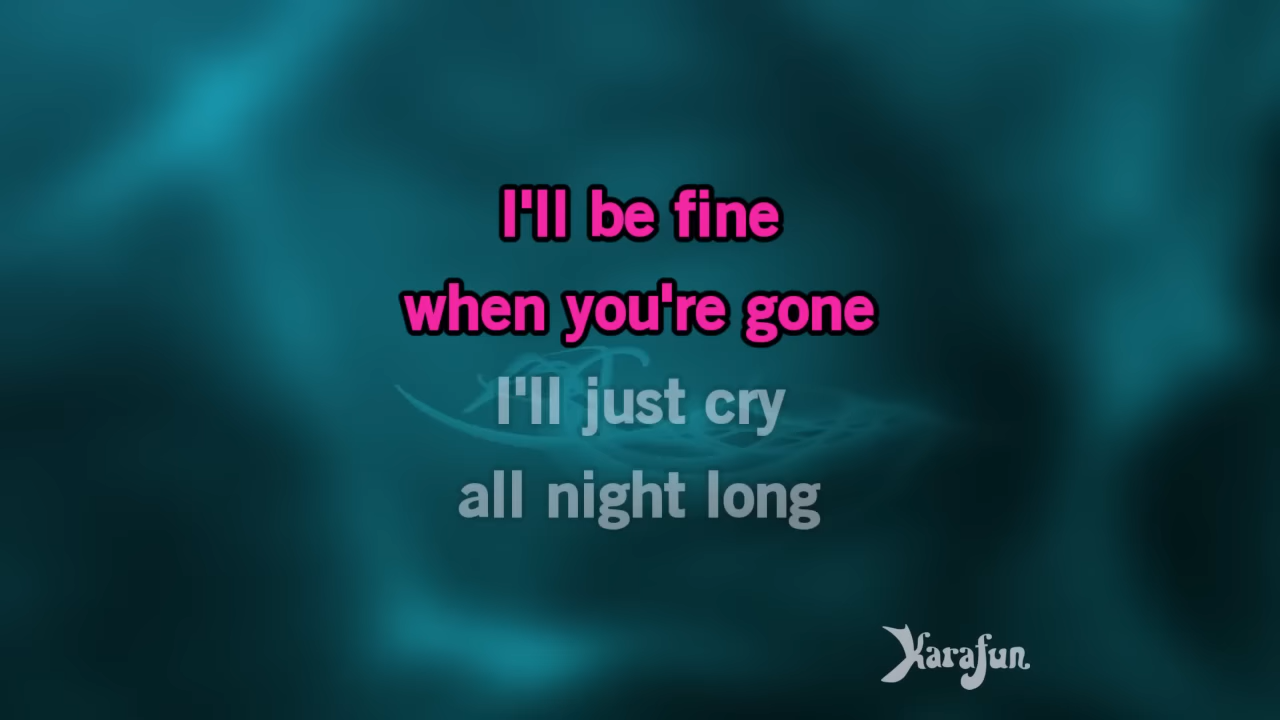 I'll be fine
when you're gone
I'll just cry
all night long
Karafun